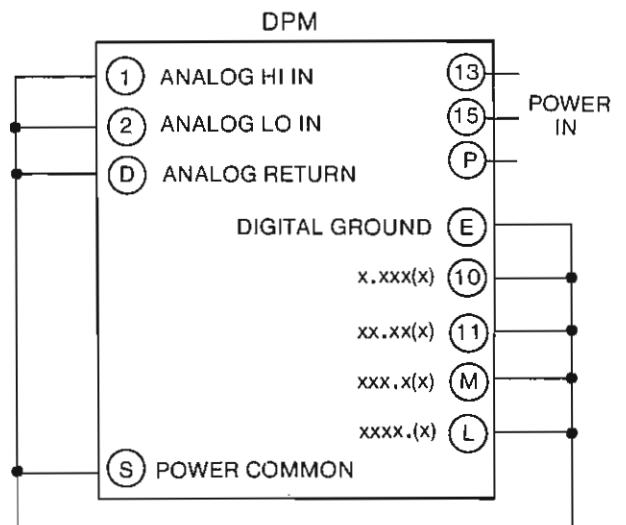 DPM
1 ANALOG HI IN
2 ANALOG LO IN
D ANALOG RETURN
13
15
P
POWER
IN
DIGITAL GROUND E
x.xxx(x) 10
xx.xx(x) 11
xxx.x(x) M
xxxx.(x) L
S POWER COMMON